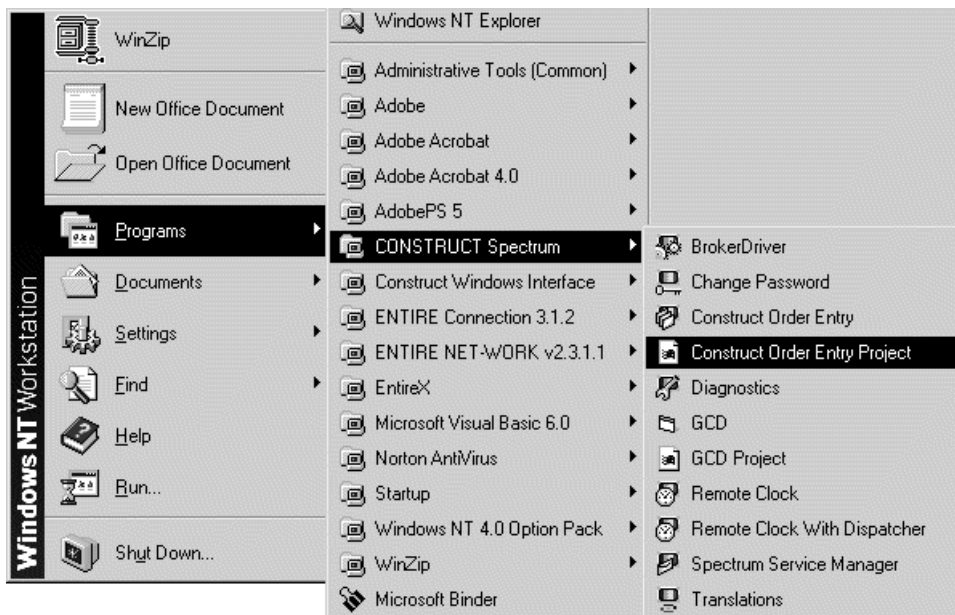 WinZip
New Office Document
Open Office Document
Programs
Documents
Settings
Find
Help
Run...
Shut Down...
Windows NT Workstation
Windows NT Explorer
Administrative Tools (Common)
Adobe
Adobe Acrobat
Adobe Acrobat 4.0
AdobePS 5
CONSTRUCT Spectrum
Construct Windows Interface
ENTIRE Connection 3.1.2
ENTIRE NET-WORK v2.3.1.1
EntireX
Microsoft Visual Basic 6.0
Norton AntiVirus
Startup
Windows NT 4.0 Option Pack
WinZip
Microsoft Binder
BrokerDriver
Change Password
Construct Order Entry
Construct Order Entry Project
Diagnostics
GCD
GCD Project
Remote Clock
Remote Clock With Dispatcher
Spectrum Service Manager
Translations